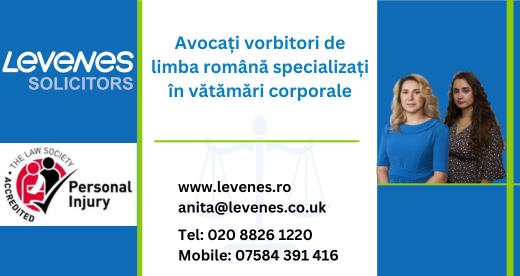 LEVENES
SOLICITORS
THE LAW SOCIETY
ACCREDITED
Personal
Injury
Avocați vorbitori de
limba română specializați
în vătămări corporale
www.levenes.ro
anita@levenes.co.uk
Tel: 020 8826 1220
Mobile: 07584 391 416